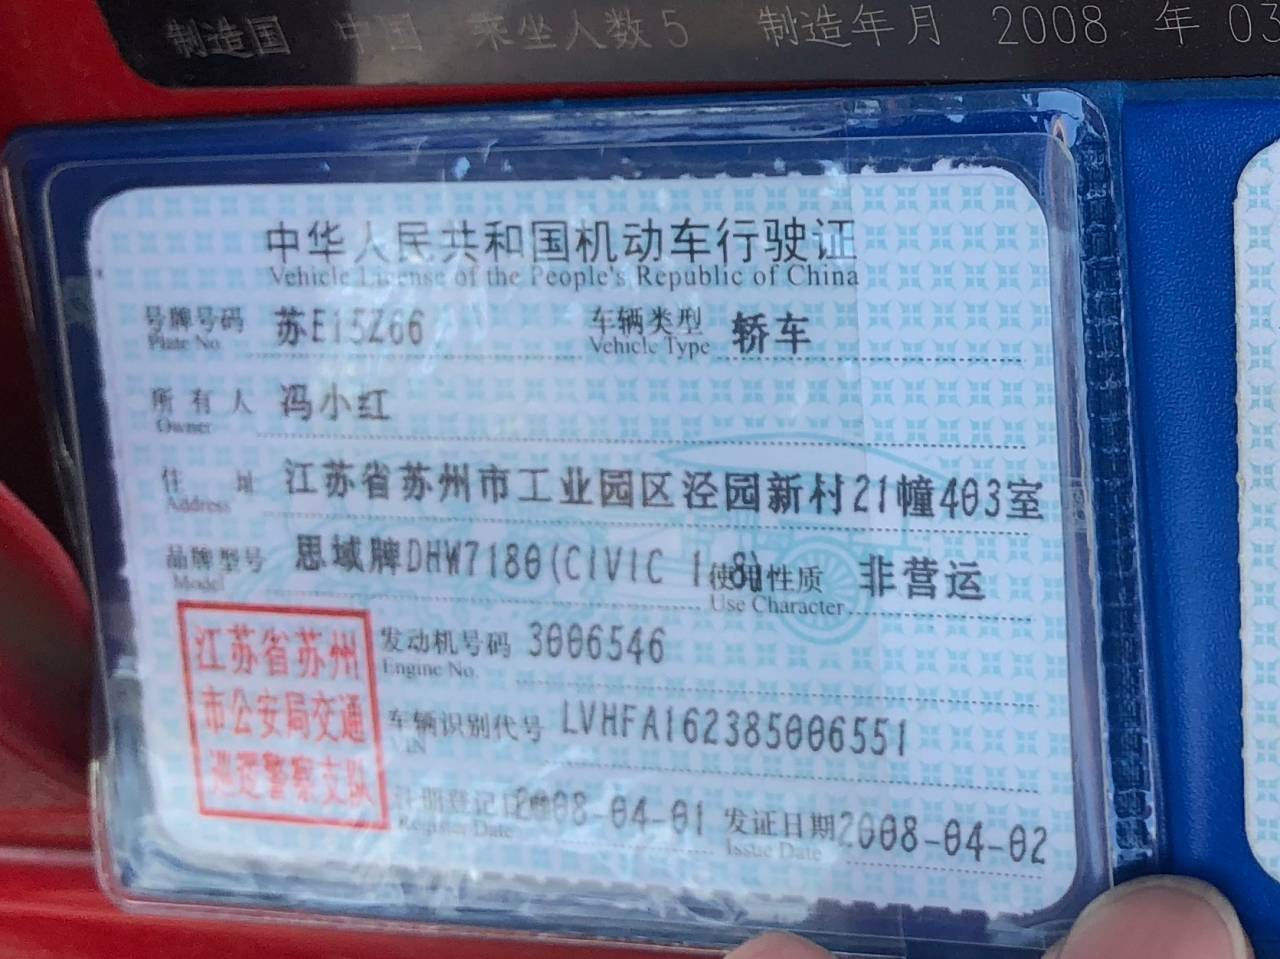 制造国 中国 乘坐人数5 制造年月 2008 年 03
中华人民共和国机动车行驶证
Vehicle License of the People's Republic of China
号牌号码 苏E15Z66 车辆类型 轿车
Plate No. Vehicle Type
所有人 冯小红
Owner
住址 江苏省苏州市工业园区泾园新村21幢403室
Address
品牌型号 思域牌DHW7180(CIVIC 1.8) 使用性质 非营运
Model Use Character
江苏省苏州
市公安局交通
巡逻警察支队
发动机号码 3006546
Engine No.
车辆识别代号 LVHFA162385006551
VIN
注册登记日期 2008-04-01 发证日期 2008-04-02
Register Date Issue Date